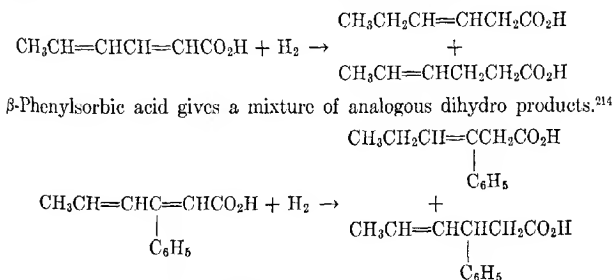 CH₃CH₂CH=CHCH₂CO₂H
CH₃CH=CHCH=CHCO₂H + H₂ → +
CH₃CH=CHCH₂CH₂CO₂H
β-Phenylsorbic acid gives a mixture of analogous dihydro products.²¹⁴
CH₃CH₂CH=CCH₂CO₂H
C₆H₅
CH₃CH=CHC=CHCO₂H + H₂ → +
C₆H₅
CH₃CH=CHCHCH₂CO₂H
C₆H₅